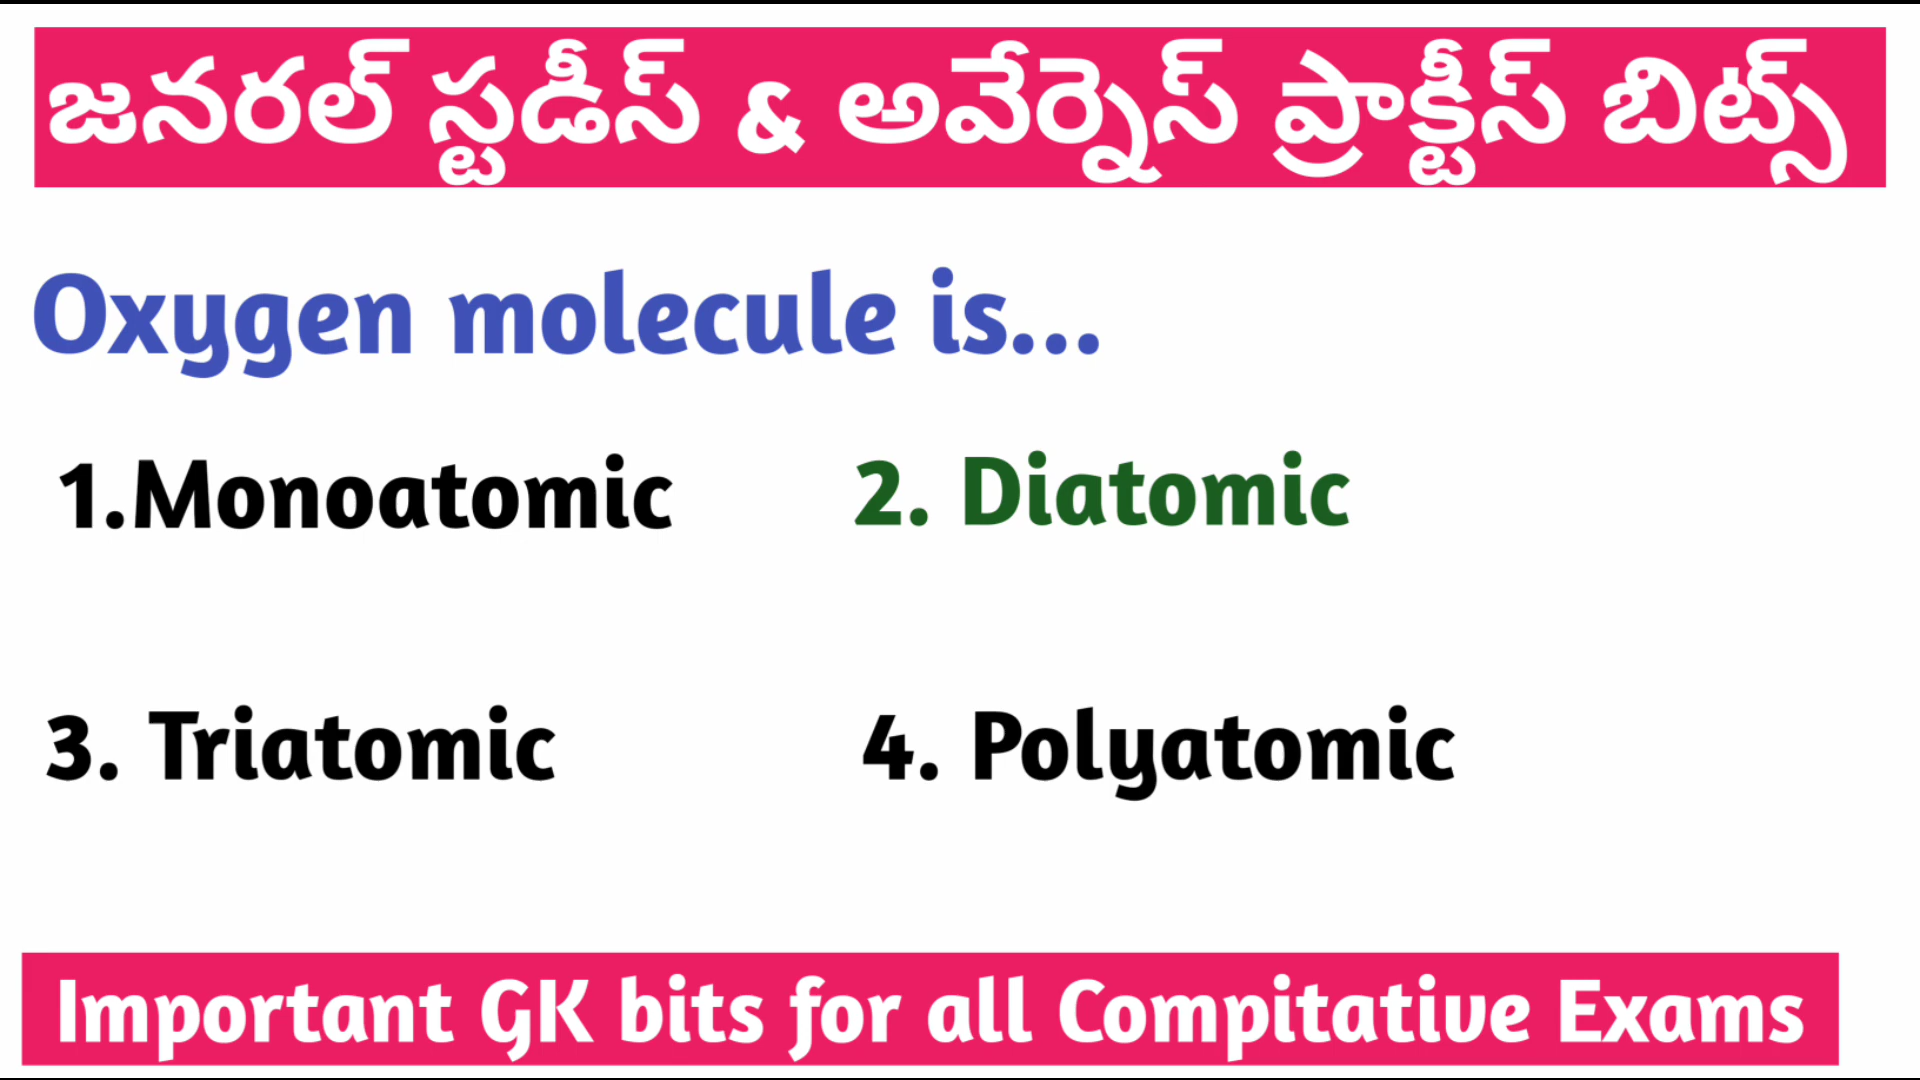 జనరల్ స్టడీస్ & అవేర్నెస్ ప్రాక్టీస్ బిట్స్
Oxygen molecule is...
1.Monoatomic 2. Diatomic
3. Triatomic 4. Polyatomic
Important GK bits for all Compitative Exams